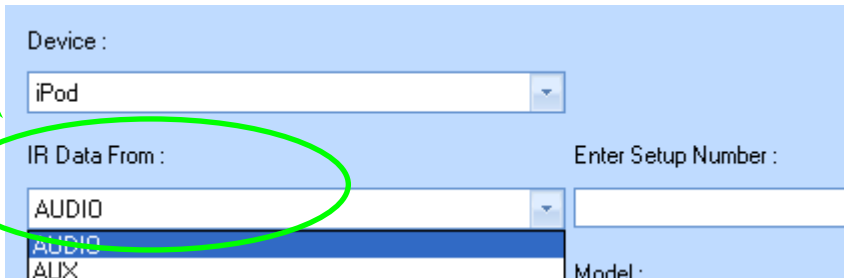 Device :
iPod
IR Data From :
Enter Setup Number :
AUDIO
AUDIO
AUX
Model :